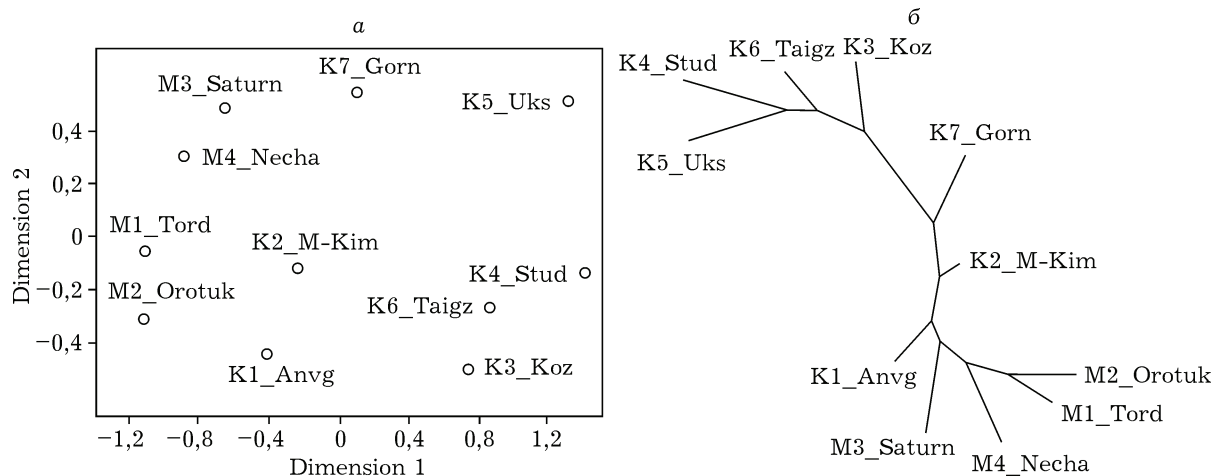 а
K7_Gorn
M3_Saturn
K5_Uks
M4_Necha
M1_Tord
K2_M-Kim
M2_Orotuk
K4_Stud
K6_Taigz
K1_Anvg
K3_Koz
0,4
0,2
0
−0,2
−0,4
Dimension 2
−1,2 −0,8 −0,4 0 0,4 0,8 1,2
Dimension 1
б
K6_Taigz K3_Koz
K4_Stud
K5_Uks
K7_Gorn
K2_M-Kim
K1_Anvg
M2_Orotuk
M1_Tord
M3_Saturn
M4_Necha